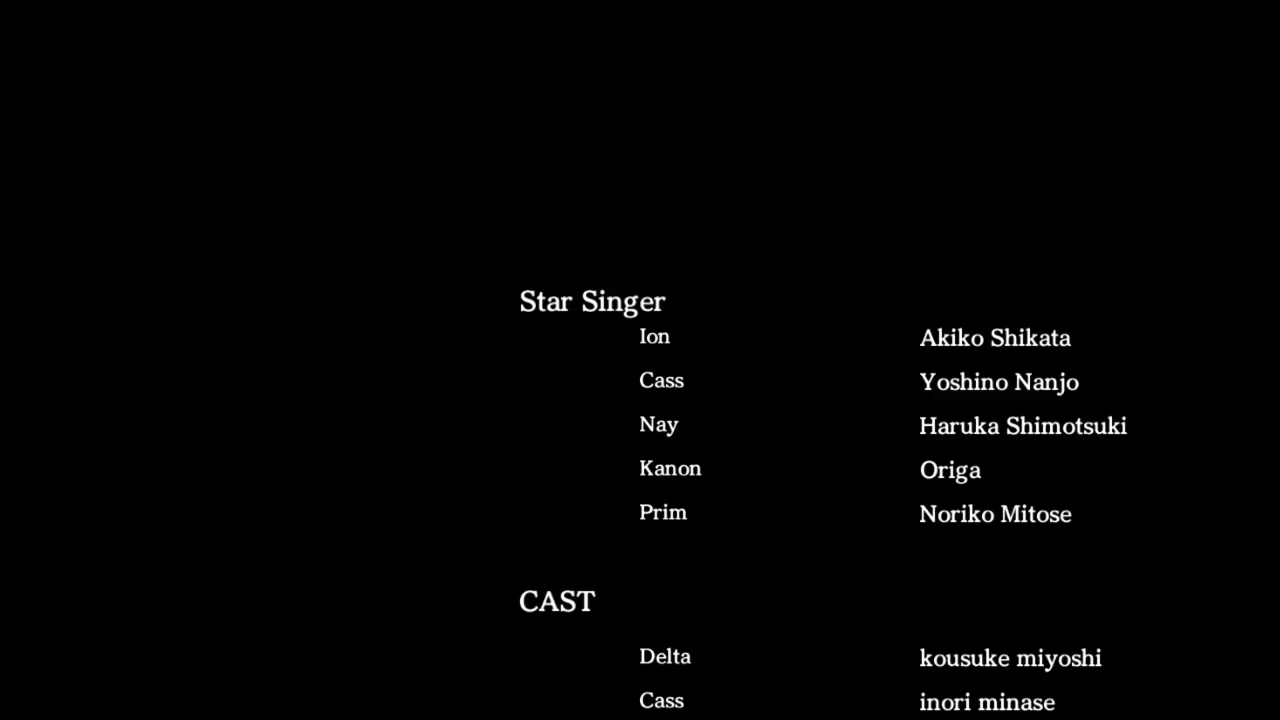 Star Singer
Ion Akiko Shikata
Cass Yoshino Nanjo
Nay Haruka Shimotsuki
Kanon Origa
Prim Noriko Mitose
CAST
Delta kousuke miyoshi
Cass inori minase